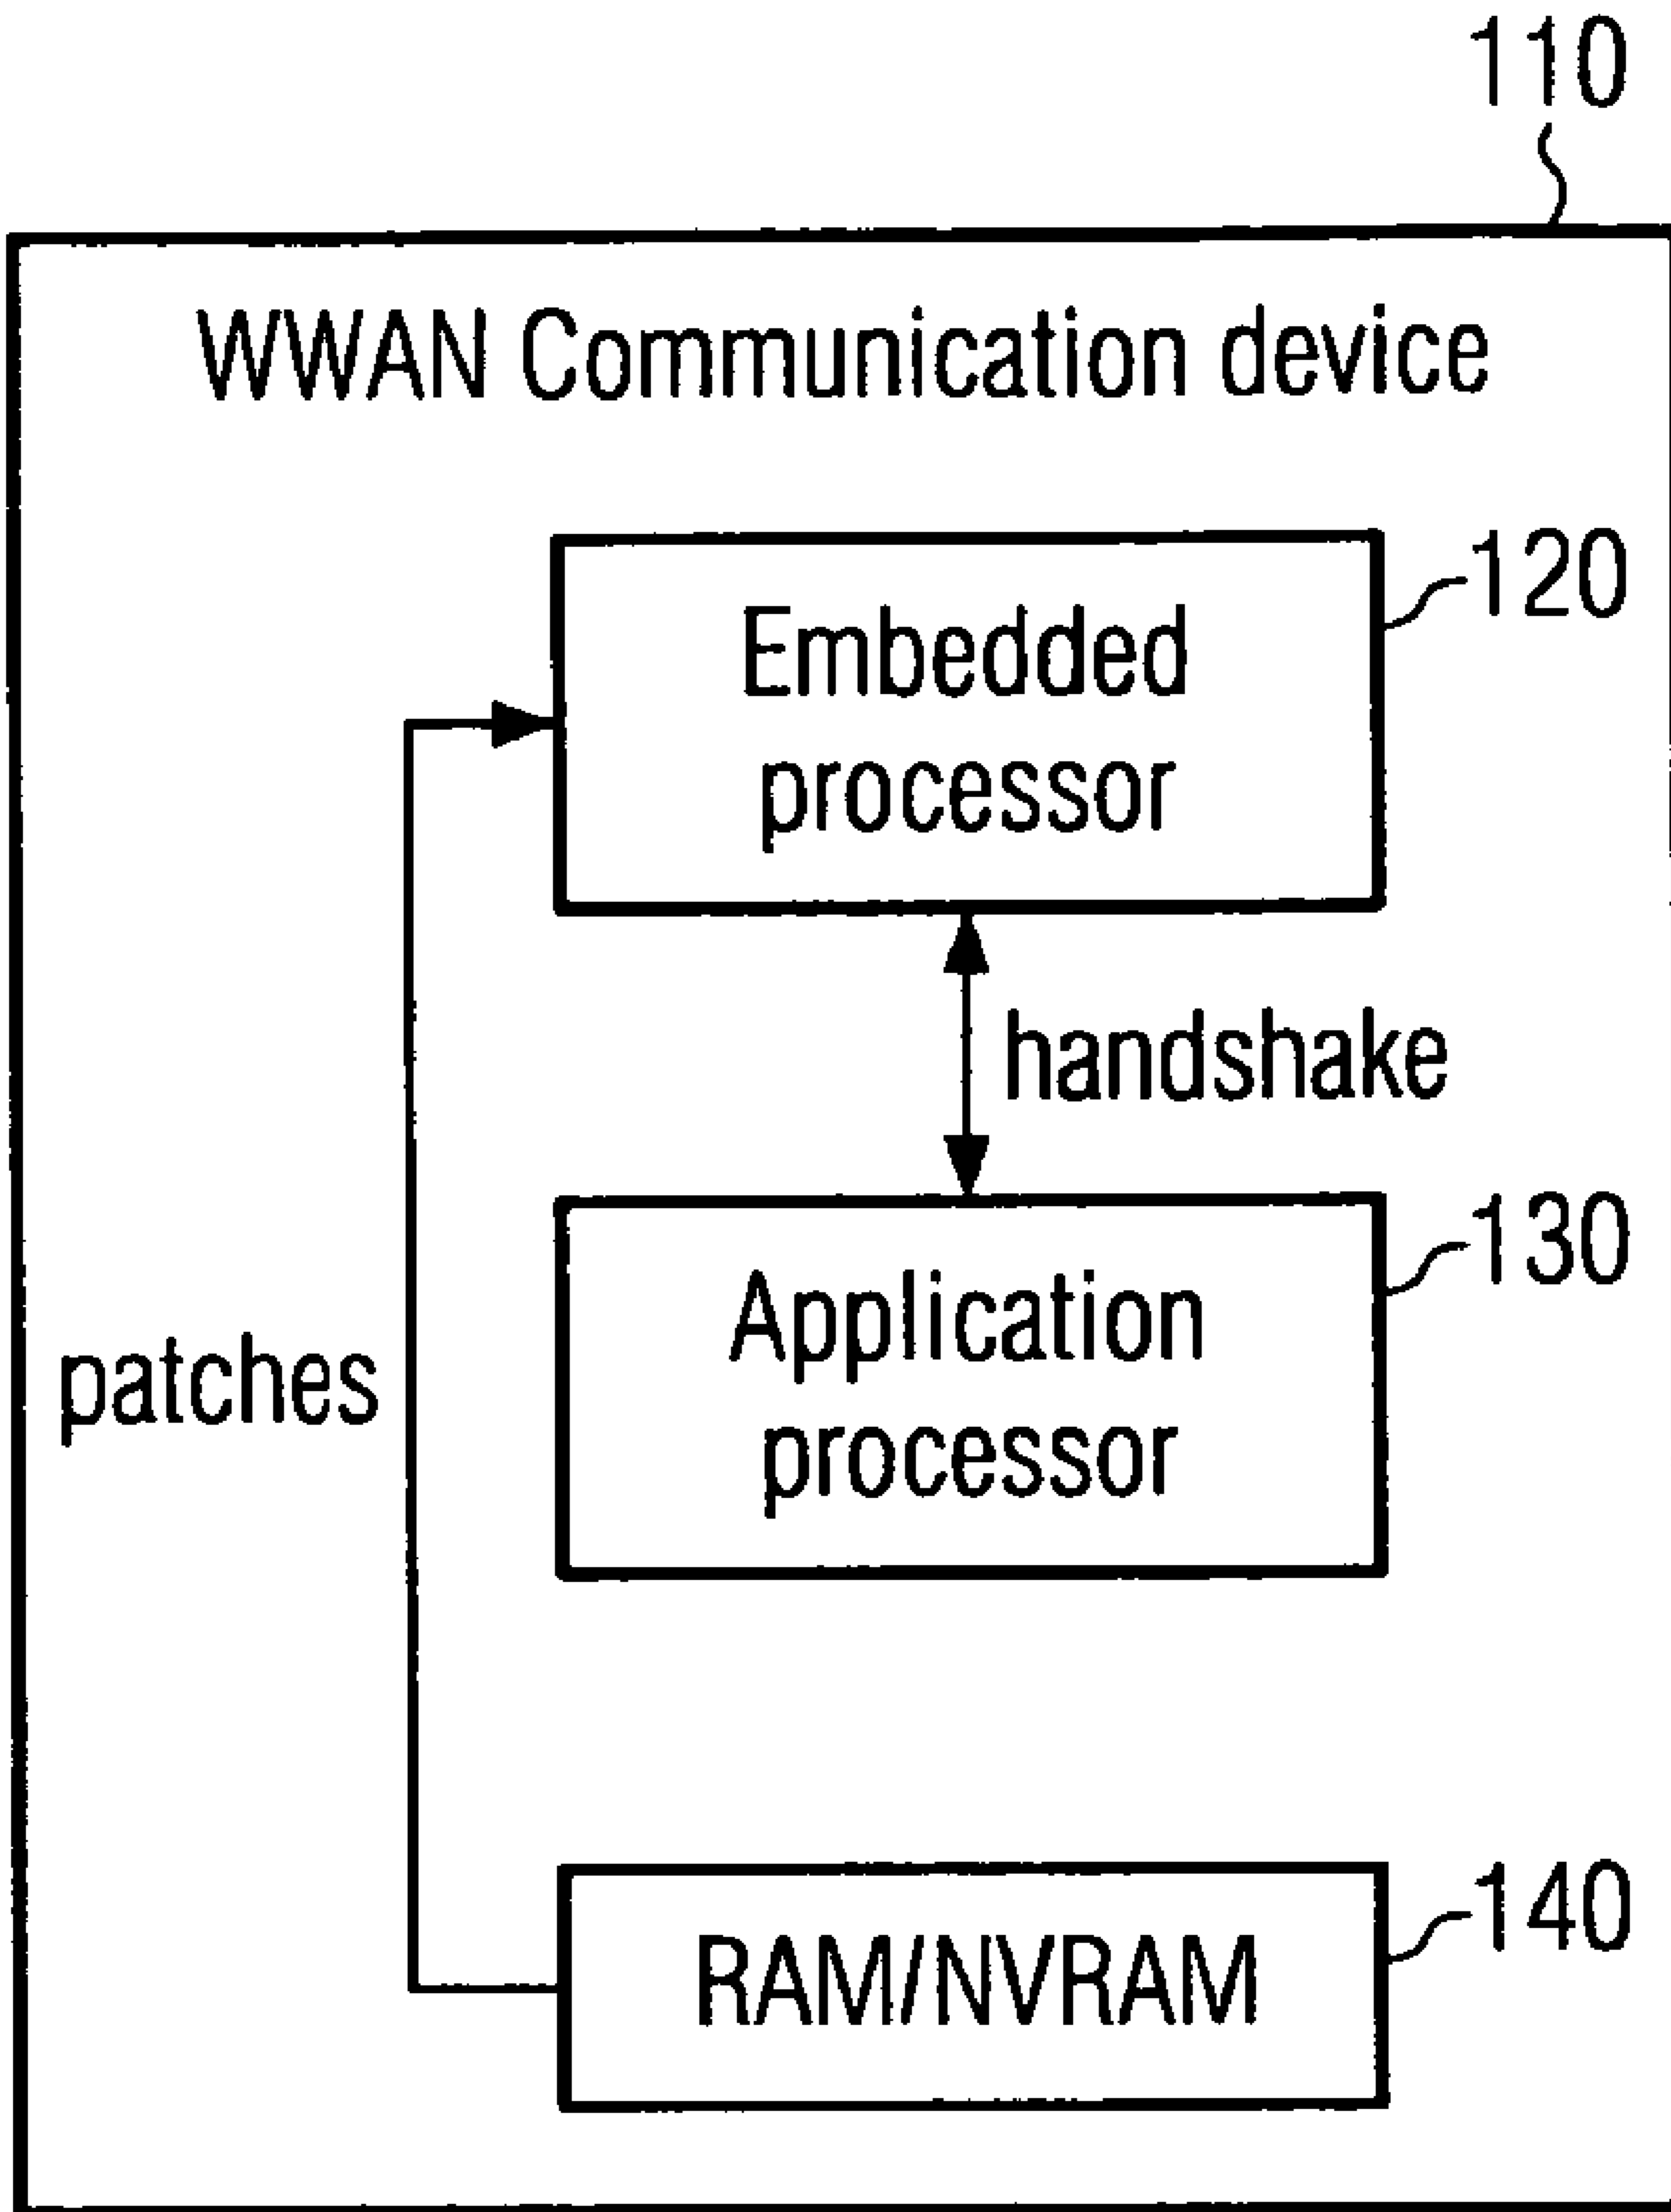 110
WWAN Communication device
120
Embedded
processor
handshake
130
Application
processor
patches
140
RAM/NVRAM